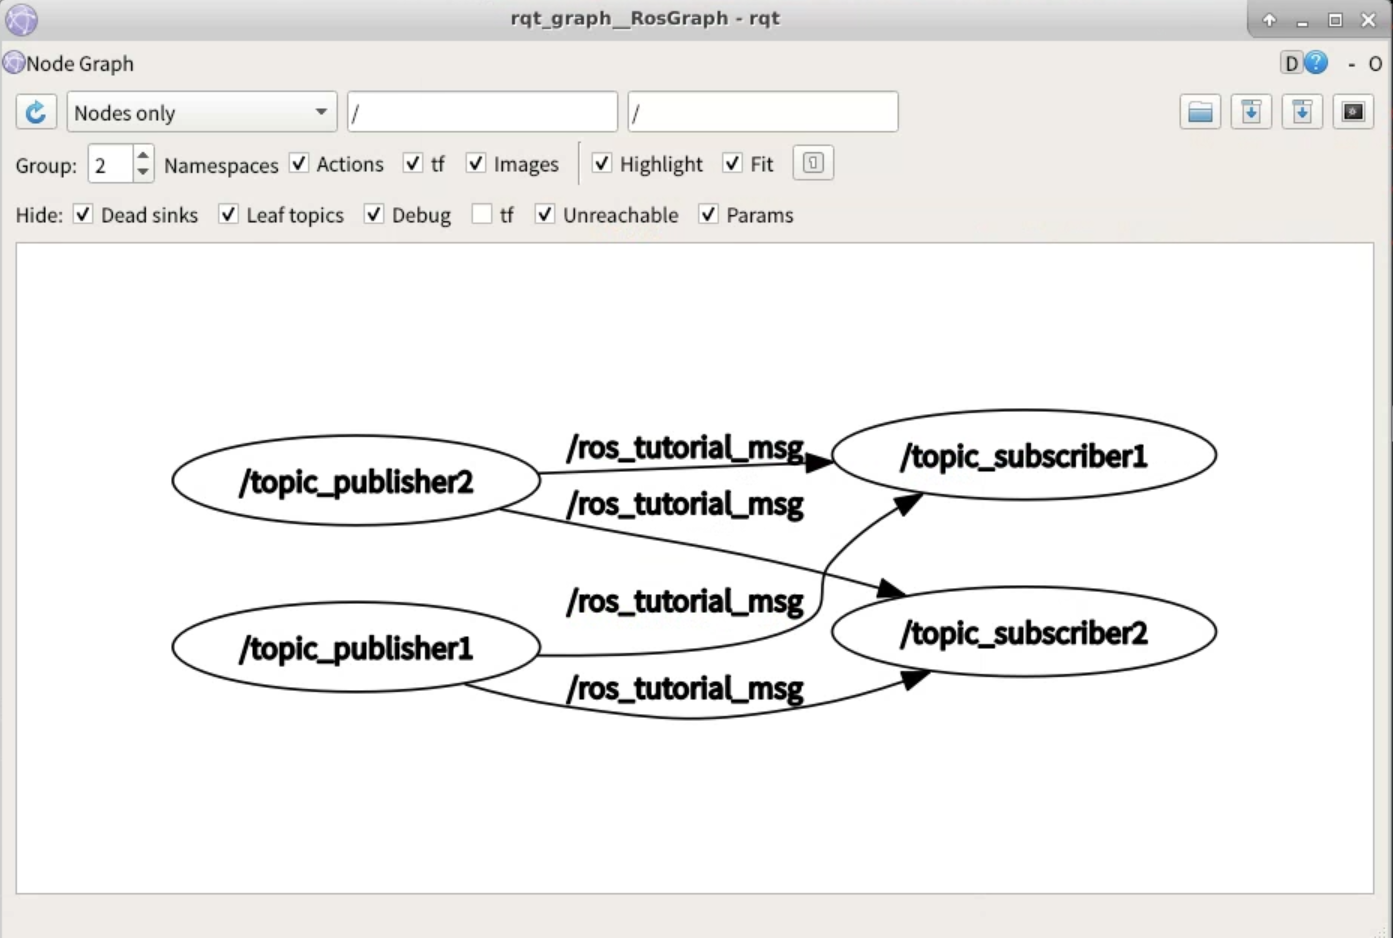 rqt_graph__RosGraph - rqt
Node Graph
D ? - O
Nodes only / /
Group: 2 Namespaces Actions tf Images Highlight Fit
Hide: Dead sinks Leaf topics Debug tf Unreachable Params
/ros_tutorial_msg
/topic_subscriber1
/topic_publisher2
/ros_tutorial_msg
/ros_tutorial_msg
/topic_subscriber2
/topic_publisher1
/ros_tutorial_msg